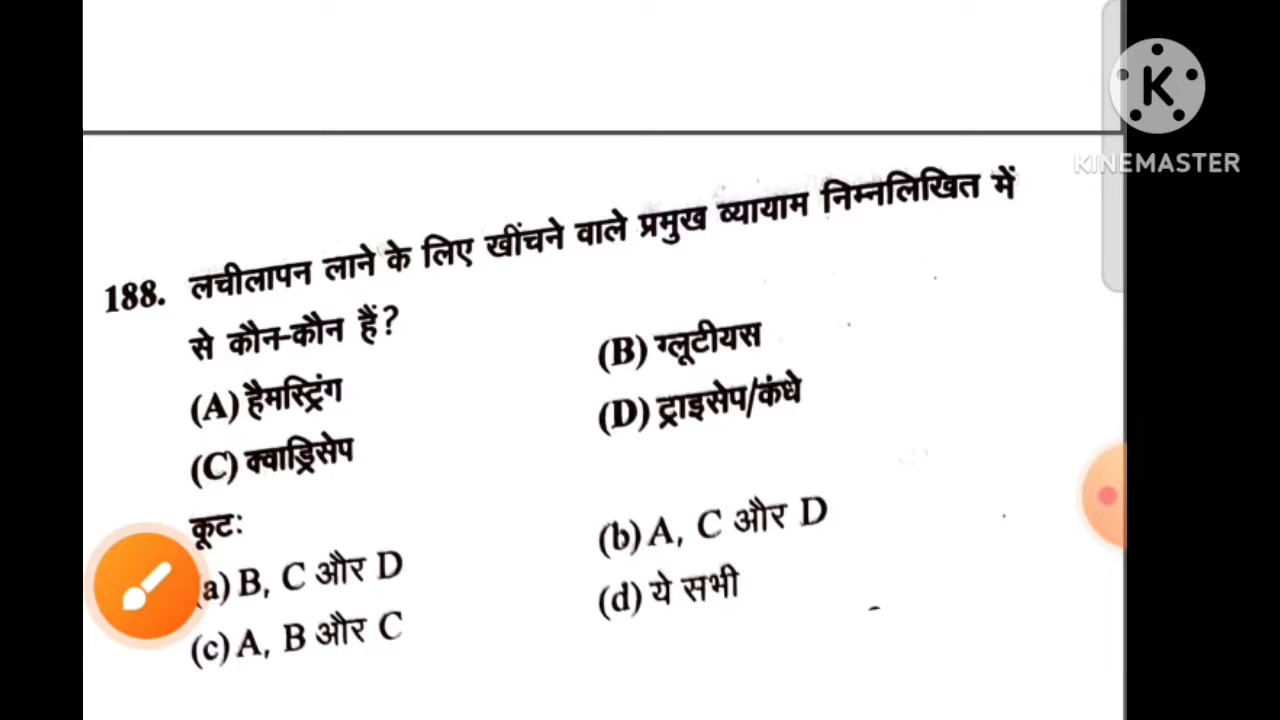 K
KINEMASTER
188. लचीलापन लाने के लिए खींचने वाले प्रमुख व्यायाम निम्नलिखित में
से कौन-कौन हैं?
(A) हैमस्ट्रिंग (B) ग्लूटीयस
(C) क्वाड्रिसेप (D) ट्राइसेप/कंधे
कूटः
a) B, C और D (b) A, C और D
(c) A, B और C (d) ये सभी